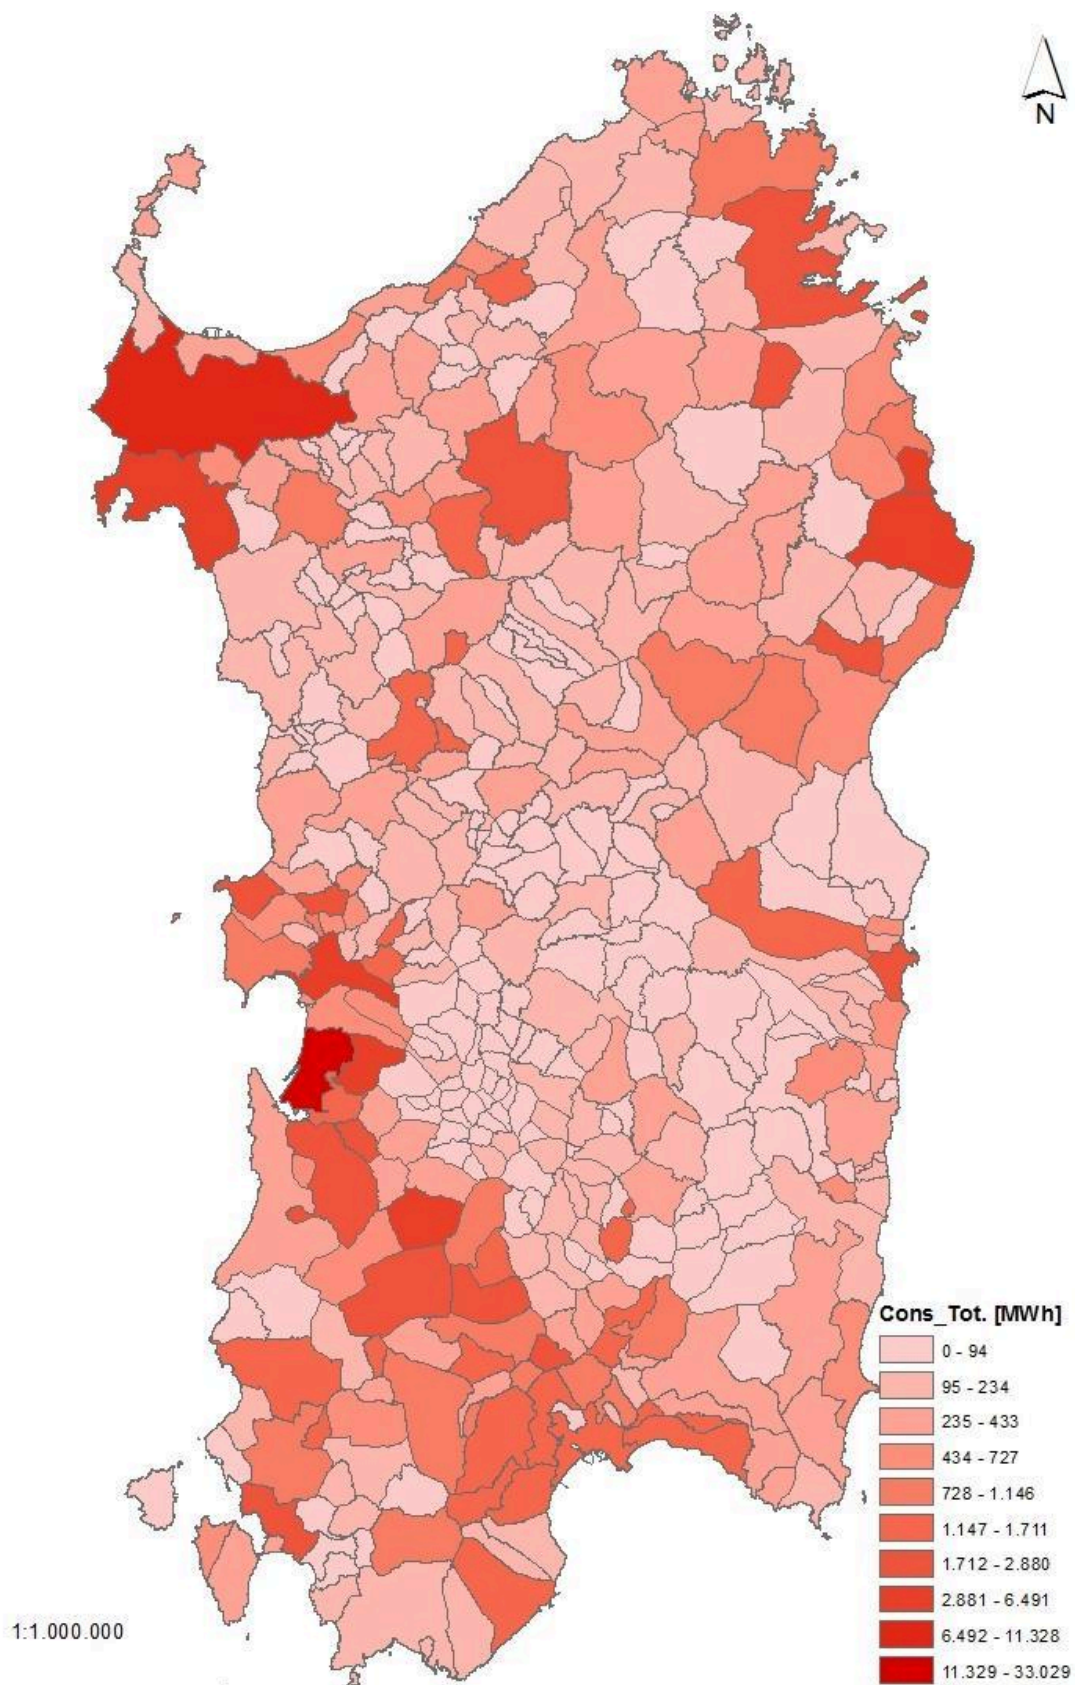 N
Cons_Tot. [MWh]
0 - 94
95 - 234
235 - 433
434 - 727
728 - 1.146
1.147 - 1.711
1.712 - 2.880
2.881 - 6.491
6.492 - 11.328
11.329 - 33.029
1:1.000.000